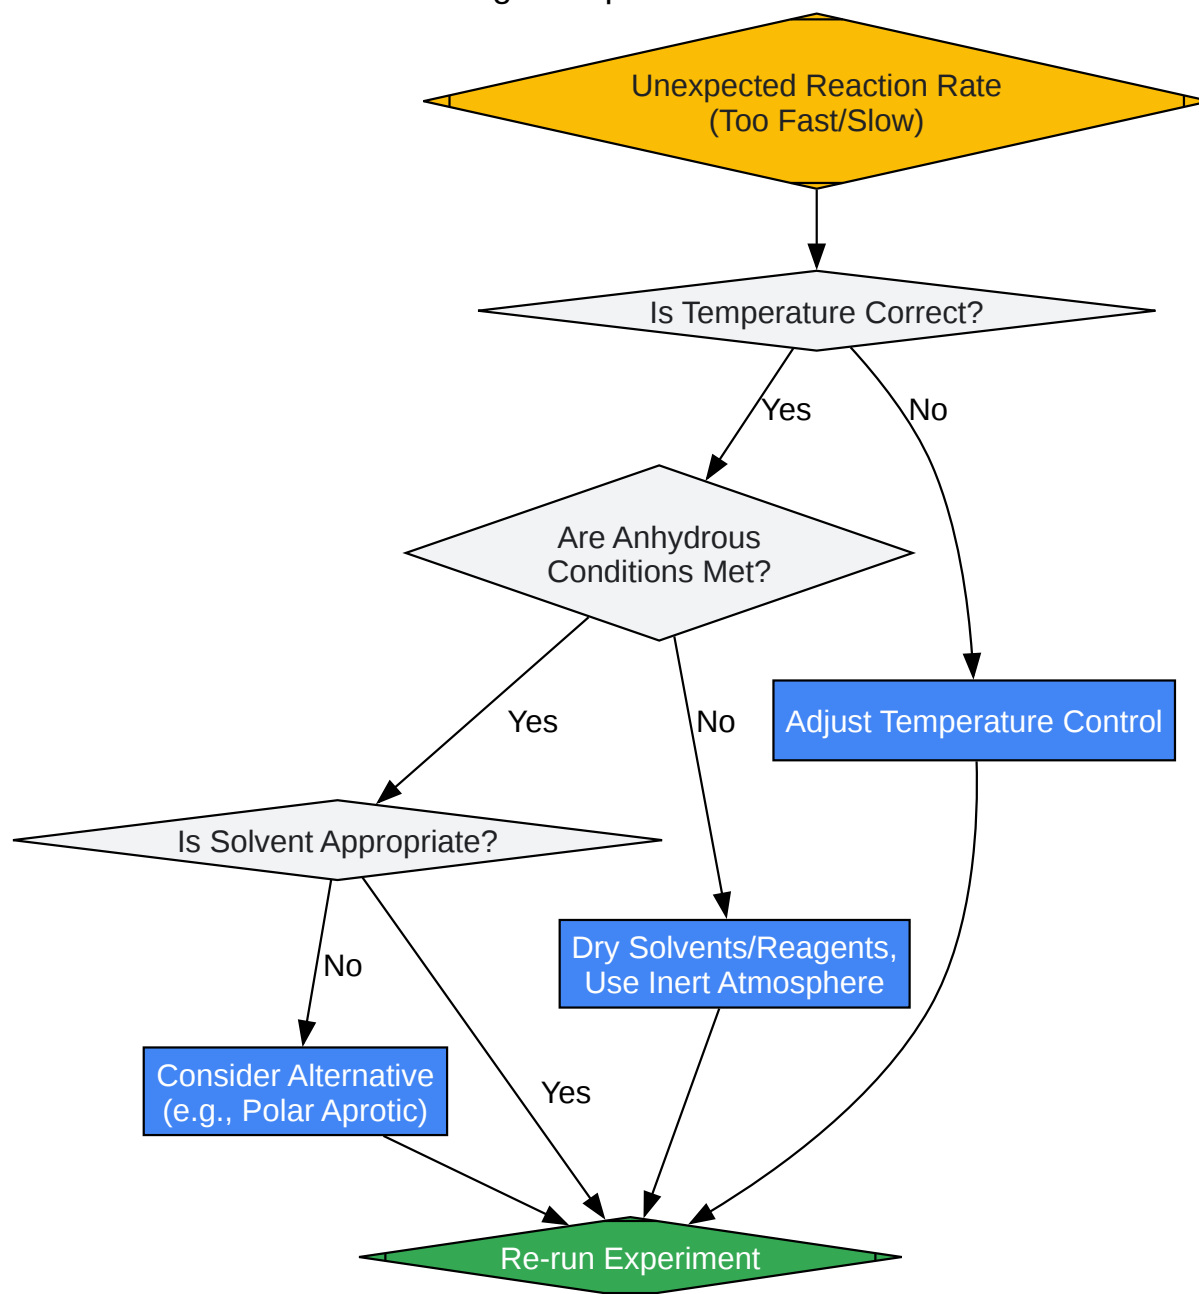 Unexpected Reaction Rate
(Too Fast/Slow)
Is Temperature Correct?
Yes
No
Are Anhydrous
Conditions Met?
Yes
No
Adjust Temperature Control
Is Solvent Appropriate?
No
Dry Solvents/Reagents,
Use Inert Atmosphere
Consider Alternative
(e.g., Polar Aprotic)
Yes
Re-run Experiment